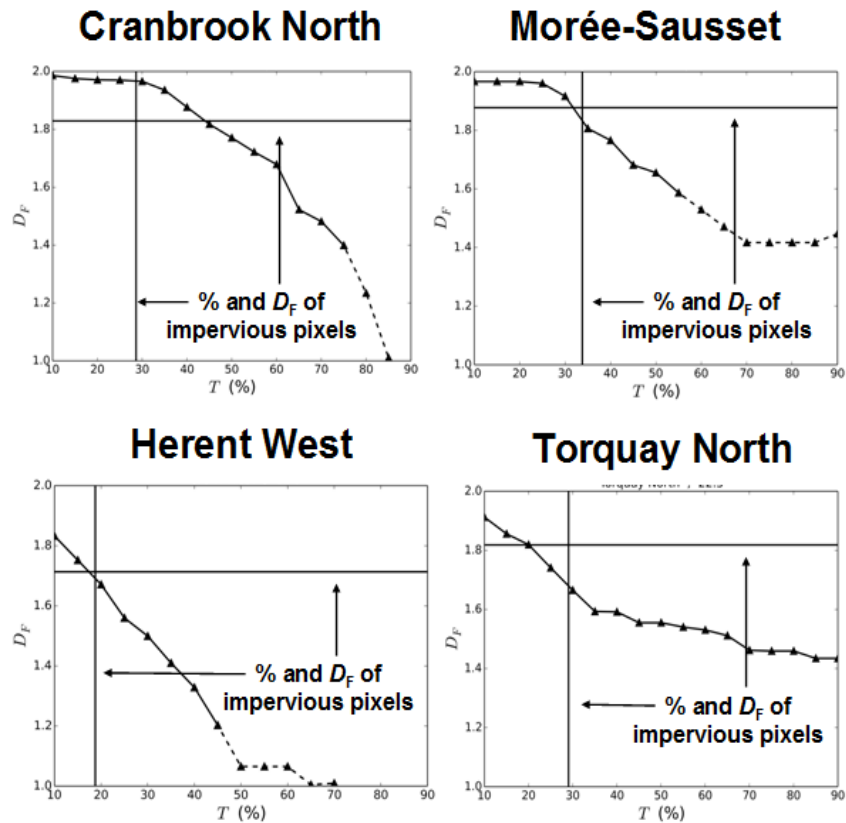 Cranbrook North
Morée-Sausset
2.0
1.8
1.6
1.4
1.2
1.0
D_F
% and D_F of
impervious pixels
10 20 30 40 50 60 70 80 90
T (%)
2.0
1.8
1.6
1.4
1.2
1.0
D_F
% and D_F of
impervious pixels
10 20 30 40 50 60 70 80 90
T (%)
Herent West
Torquay North
2.0
1.8
1.6
1.4
1.2
1.0
D_F
% and D_F of
impervious pixels
10 20 30 40 50 60 70 80 90
T (%)
2.0
1.8
1.6
1.4
1.2
1.0
D_F
% and D_F of
impervious pixels
10 20 30 40 50 60 70 80 90
T (%)